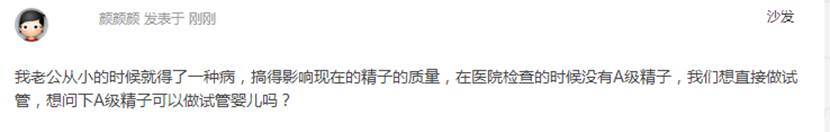 颜颜颜 发表于 刚刚
沙发
我老公从小的时候就得了一种病，搞得影响现在的精子的质量，在医院检查的时候没有A级精子，我们想直接做试
管，想问下A级精子可以做试管婴儿吗？